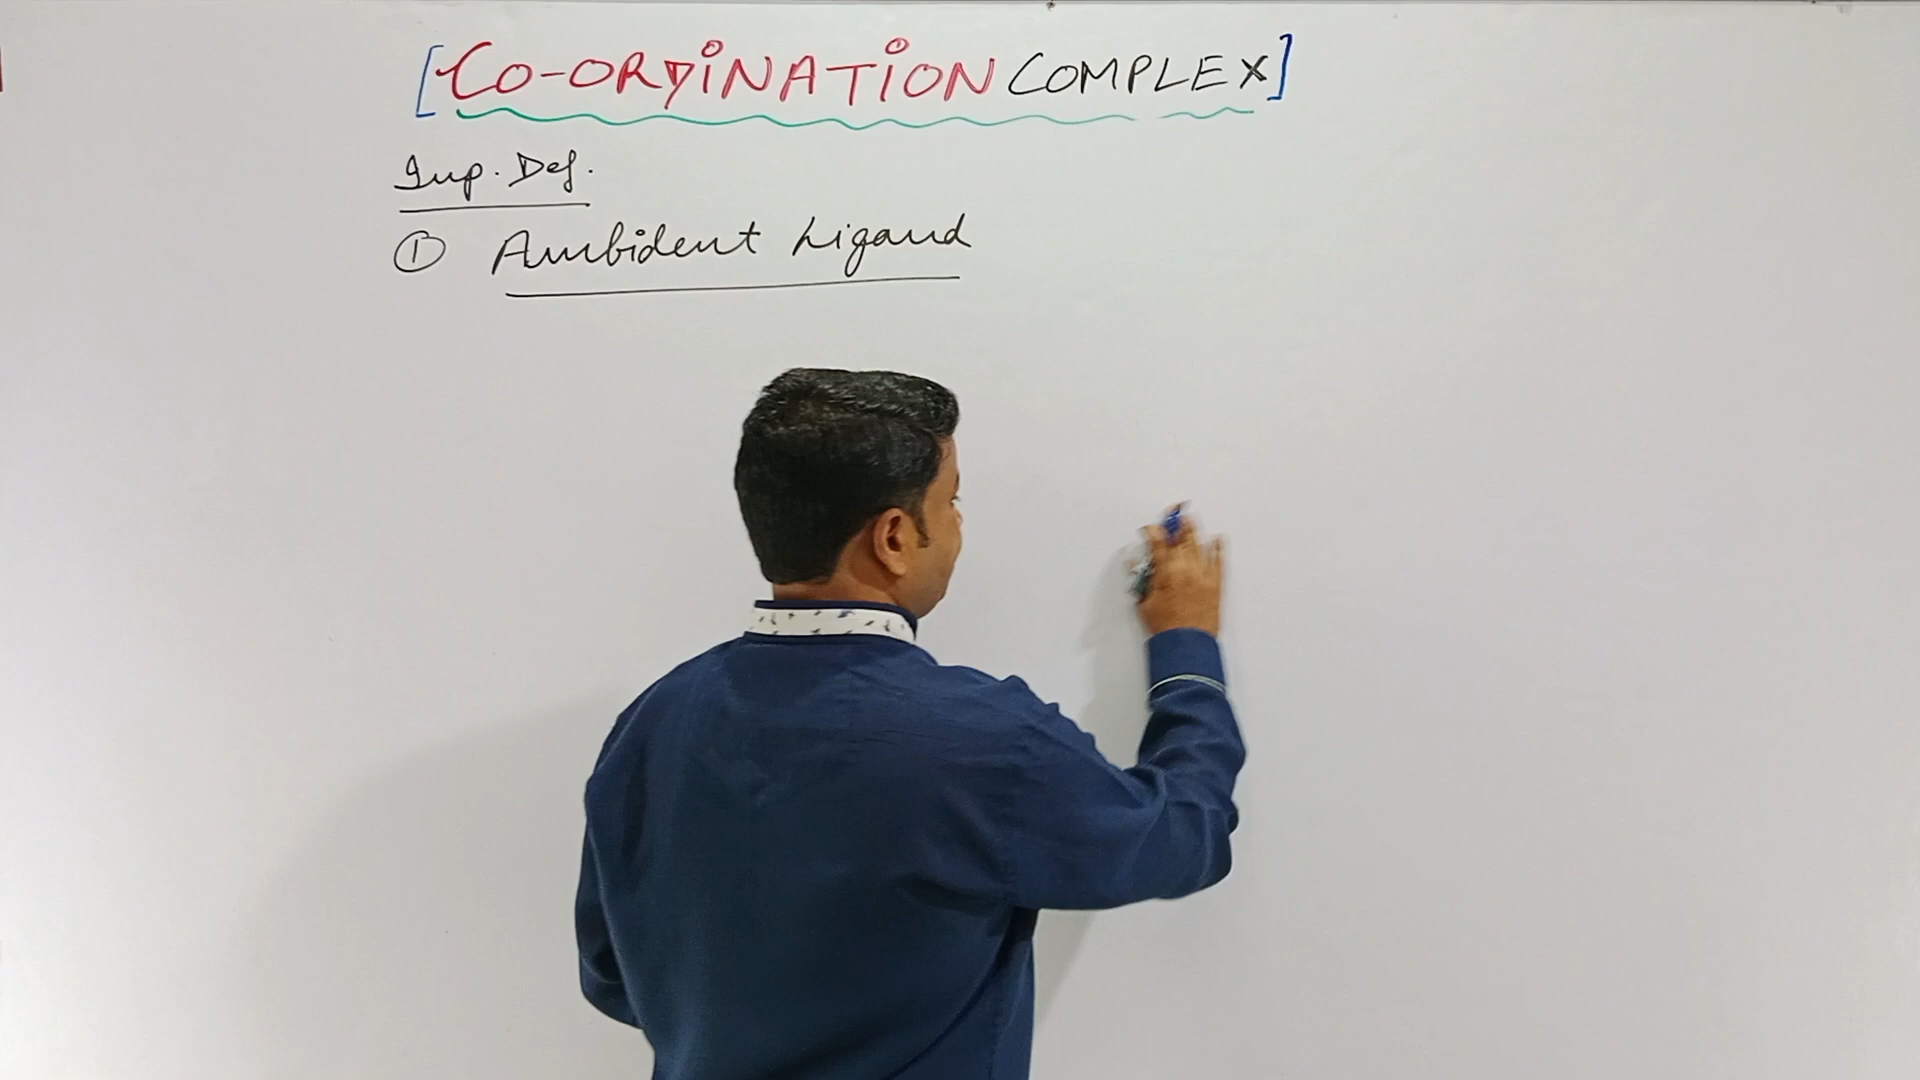 [CO-ORDINATION COMPLEX]
Imp. Def.
① Ambident Ligand